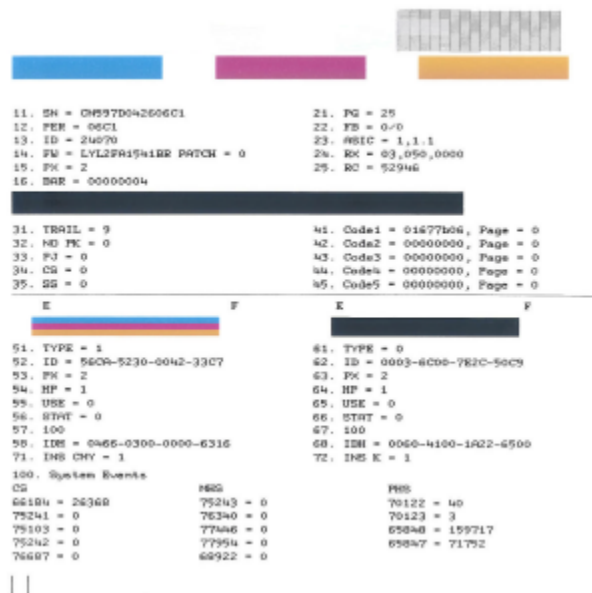 11. SN = CN597D042606C1
12. PER = 06C1
13. ID = 24070
14. FW = LYL2FA1541BR PATCH = 0
15. PK = 2
16. BAR = 00000004
21. PG = 25
22. FB = 0/0
23. ASIC = 1,1.1
24. RX = 03,050,0000
25. RC = 52946
31. TRAIL = 9
32. NO PK = 0
33. PJ = 0
34. CS = 0
35. SS = 0
41. Code1 = 01677b06, Page = 0
42. Code2 = 00000000, Page = 0
43. Code3 = 00000000, Page = 0
44. Code4 = 00000000, Page = 0
45. Code5 = 00000000, Page = 0
E F
51. TYPE = 1
52. ID = 56CA-5230-0042-33C7
53. PK = 2
54. HP = 1
55. USE = 0
56. STAT = 0
57. 100
58. IDH = 0466-0300-0000-6316
71. INS CMY = 1
E F
61. TYPE = 0
62. ID = 0003-6C00-7E2C-50C9
63. PK = 2
64. HP = 1
65. USE = 0
66. STAT = 0
67. 100
68. IDH = 0060-4100-1A22-6500
72. INS K = 1
100. System Events
CS
66184 = 26368
75241 = 0
75103 = 0
75242 = 0
76687 = 0
MRS
75243 = 0
76340 = 0
77446 = 0
77954 = 0
68922 = 0
PHS
70122 = 40
70123 = 3
65848 = 159717
65847 = 71752